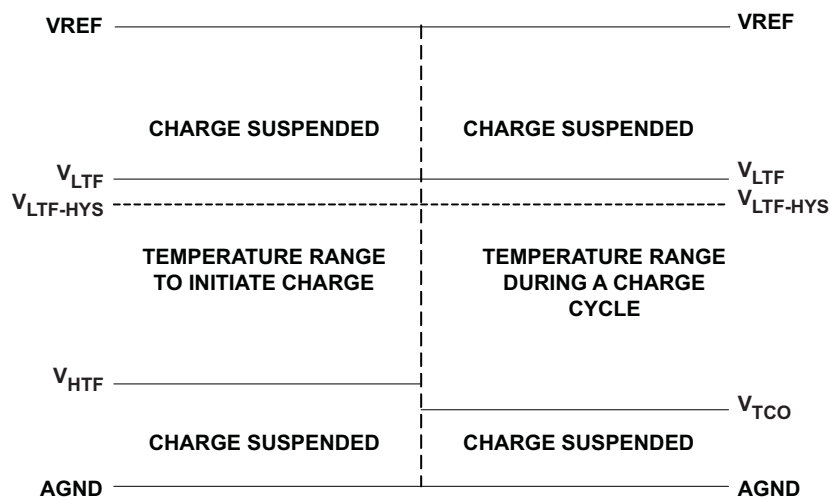 VREF VREF
CHARGE SUSPENDED CHARGE SUSPENDED
VLTF VLTF
VLTF-HYS VLTF-HYS
TEMPERATURE RANGE TEMPERATURE RANGE
TO INITIATE CHARGE DURING A CHARGE
CYCLE
VHTF
VTCO
CHARGE SUSPENDED CHARGE SUSPENDED
AGND AGND